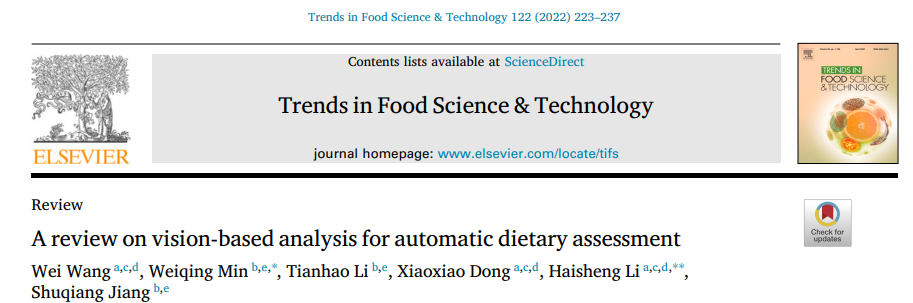 Trends in Food Science & Technology 122 (2022) 223–237
Contents lists available at ScienceDirect
Trends in Food Science & Technology
journal homepage: www.elsevier.com/locate/tifs
ELSEVIER
TRENDS IN
FOOD SCIENCE
& TECHNOLOGY
Review
A review on vision-based analysis for automatic dietary assessment
Check for
updates
Wei Wang a,c,d, Weiqing Min b,e,*, Tianhao Li b,e, Xiaoxiao Dong a,c,d, Haisheng Li a,c,d,**,
Shuqiang Jiang b,e